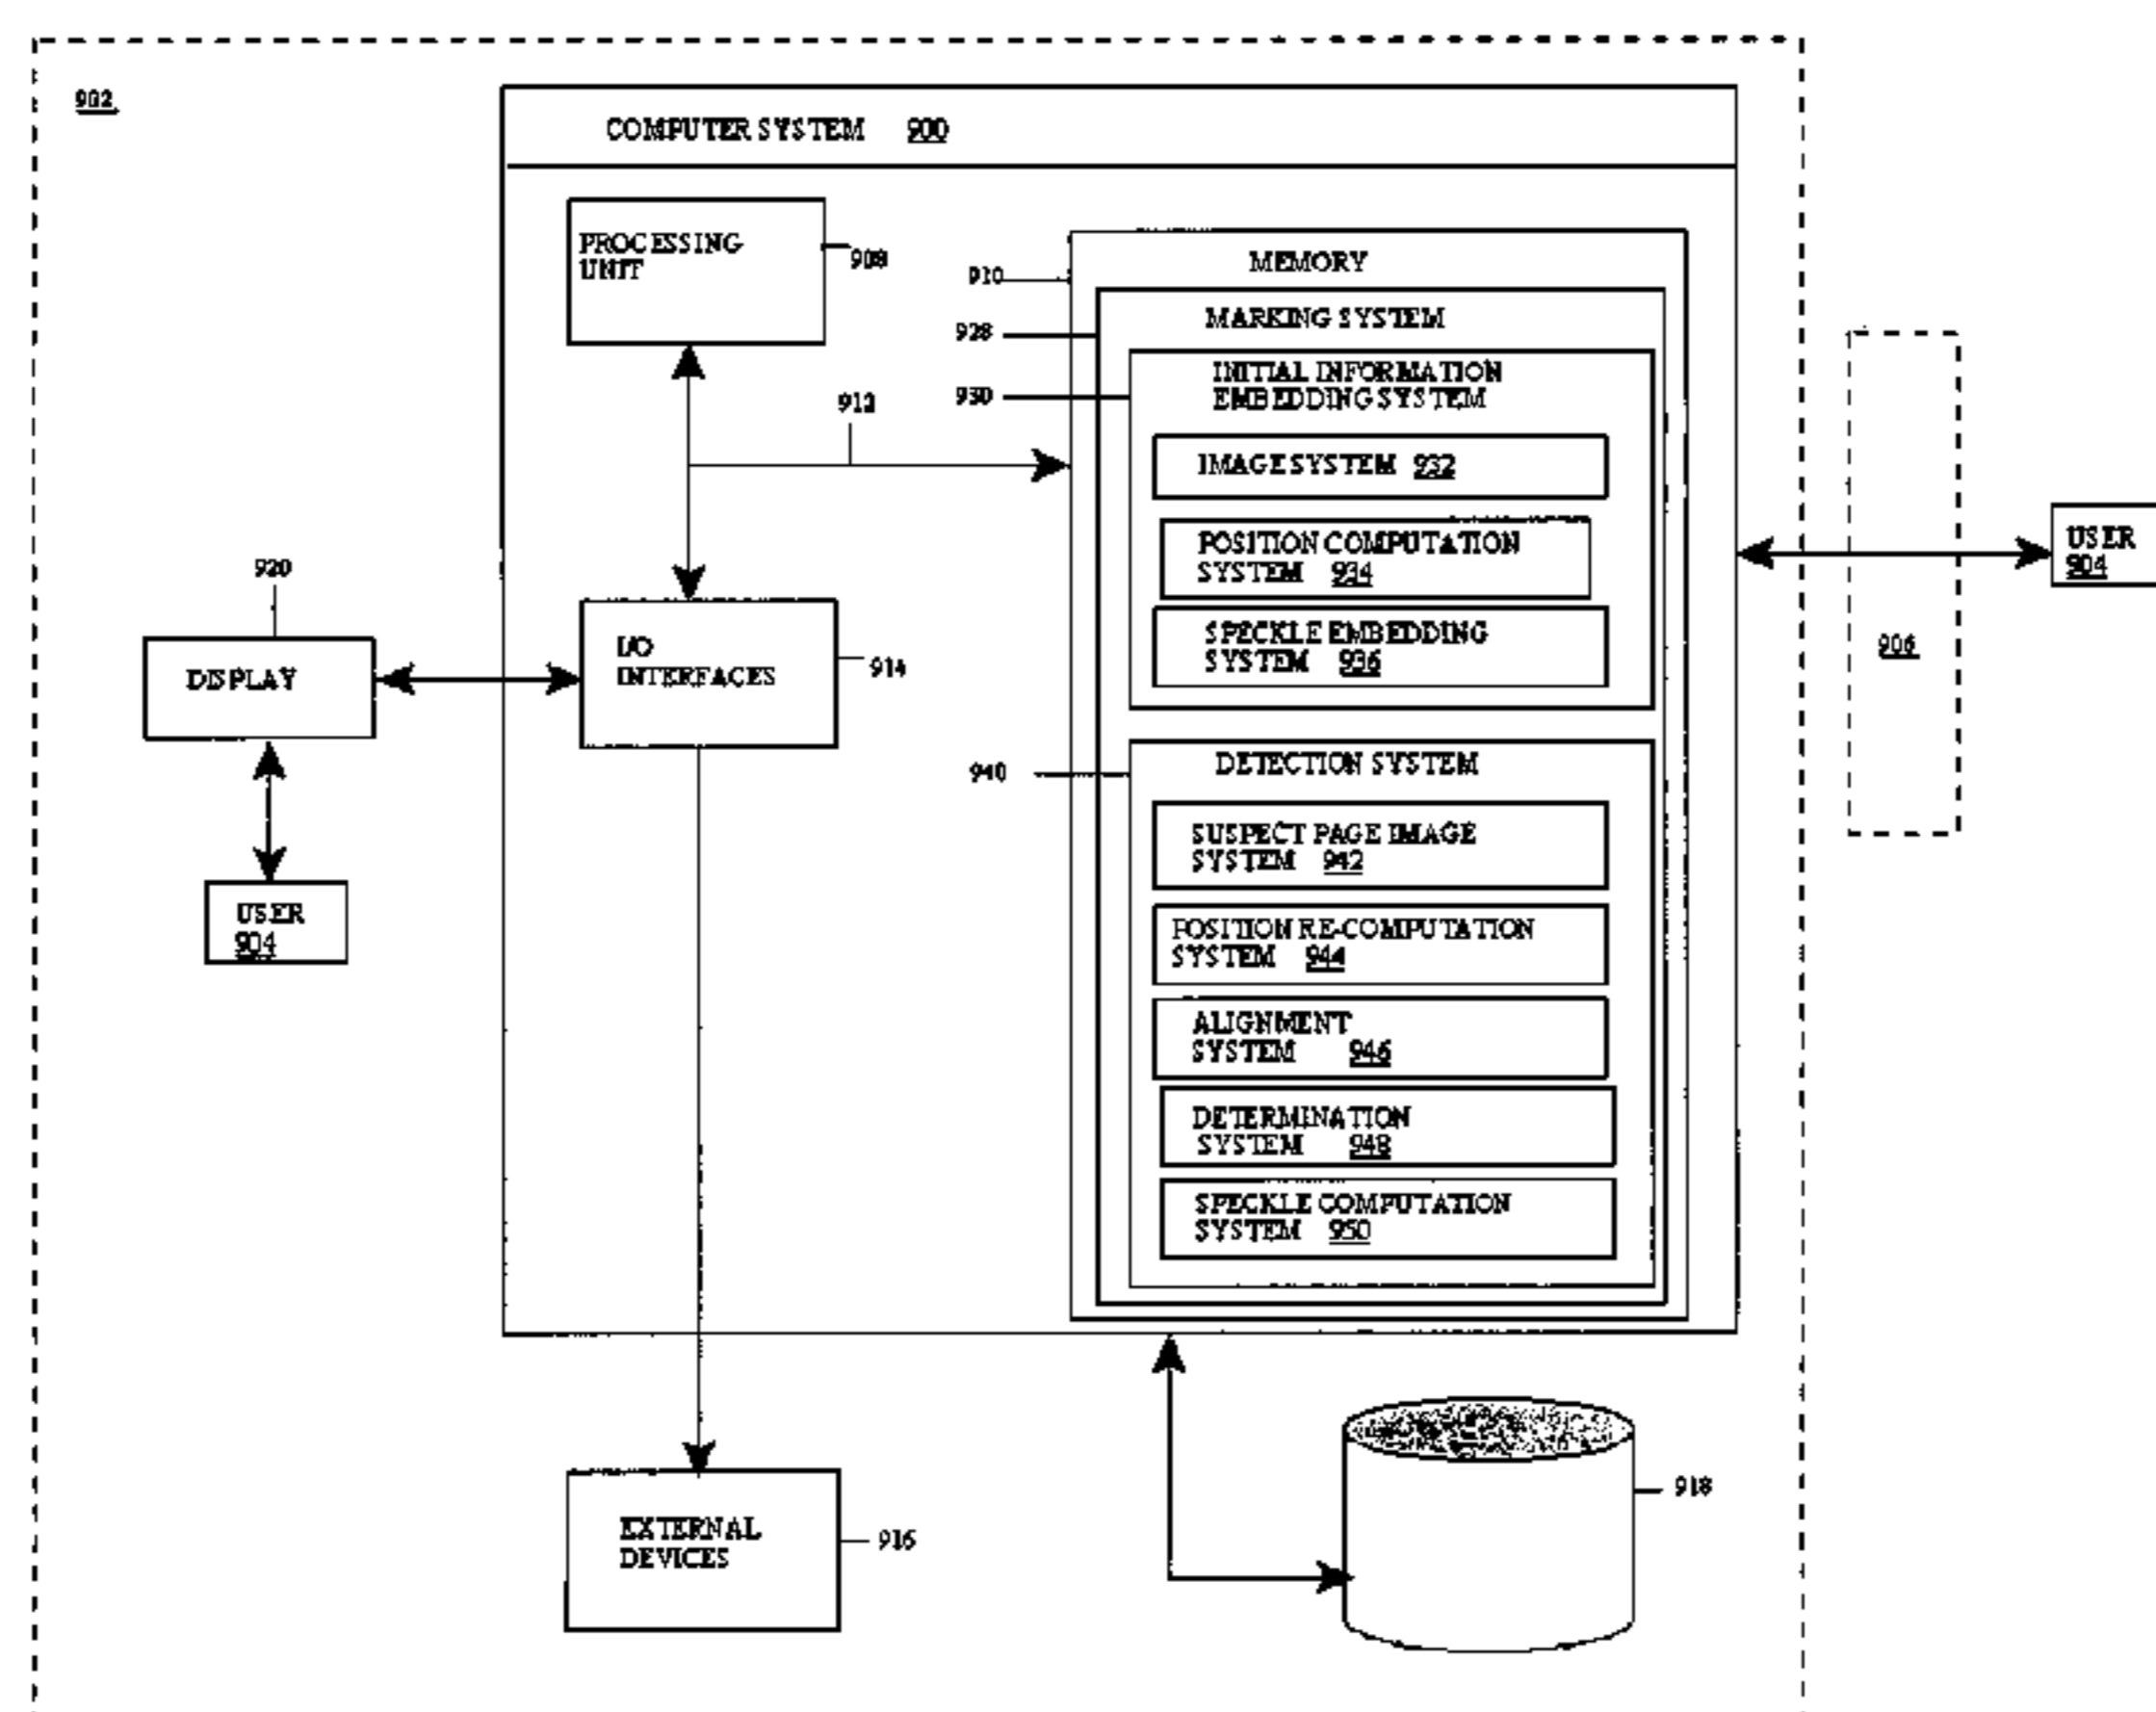 902
COMPUTER SYSTEM 900
PROCESSING
UNIT
908
910
MEMORY
928
MARKING SYSTEM
930
INITIAL INFORMATION
EMBEDDING SYSTEM
912
IMAGE SYSTEM 932
POSITION COMPUTATION
SYSTEM 934
SPECKLE EMBEDDING
SYSTEM 936
USER
904
906
920
DISPLAY
I/O
INTERFACES
914
940
DETECTION SYSTEM
SUSPECT PAGE IMAGE
SYSTEM 942
USER
904
POSITION RE-COMPUTATION
SYSTEM 944
ALIGNMENT
SYSTEM 946
DETERMINATION
SYSTEM 948
SPECKLE COMPUTATION
SYSTEM 950
918
EXTERNAL
DEVICES
916